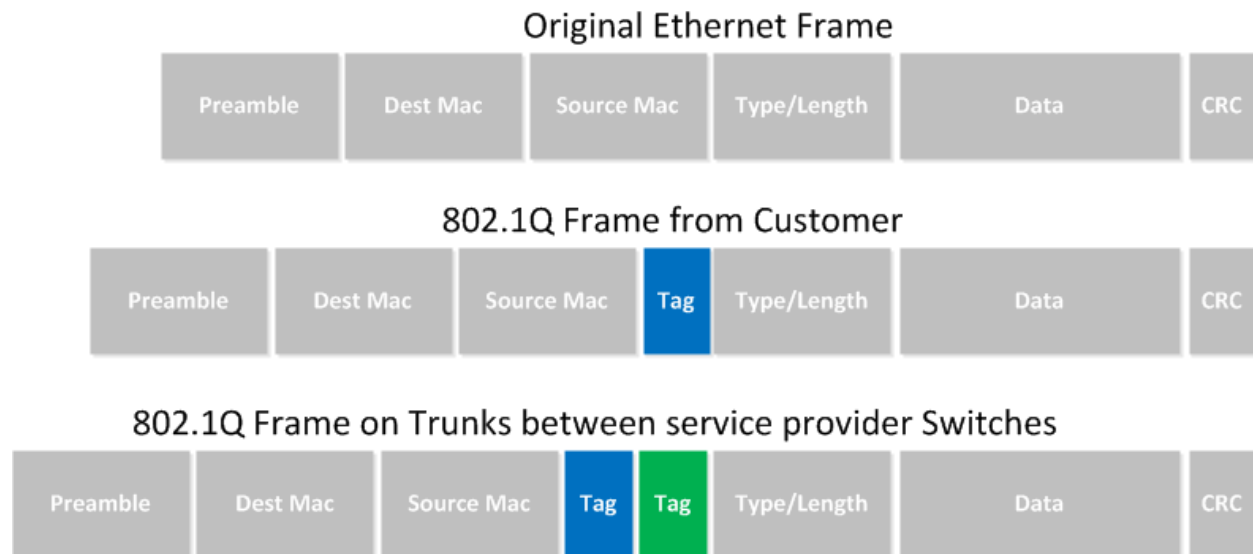 Original Ethernet Frame
Preamble Dest Mac Source Mac Type/Length Data CRC
802.1Q Frame from Customer
Preamble Dest Mac Source Mac Tag Type/Length Data CRC
802.1Q Frame on Trunks between service provider Switches
Preamble Dest Mac Source Mac Tag Tag Type/Length Data CRC